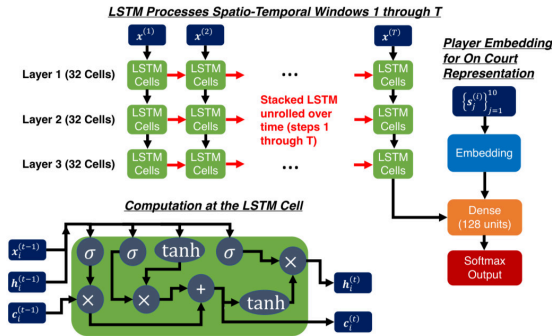 LSTM Processes Spatio-Temporal Windows 1 through T
x^(1) x^(2) x^(T)
Player Embedding
for On Court
Representation
Layer 1 (32 Cells) LSTM Cells LSTM Cells ... LSTM Cells
{s_j^(i)}_{j=1}^{10}
Stacked LSTM
unrolled over
time (steps 1
through T)
Layer 2 (32 Cells) LSTM Cells LSTM Cells LSTM Cells
Embedding
Layer 3 (32 Cells) LSTM Cells LSTM Cells ... LSTM Cells
Dense
(128 units)
Softmax
Output
Computation at the LSTM Cell
x_i^(t-1)
σ σ tanh σ
h_i^(t-1)
× h_i^(t)
c_i^(t-1) × × + tanh
c_i^(t)